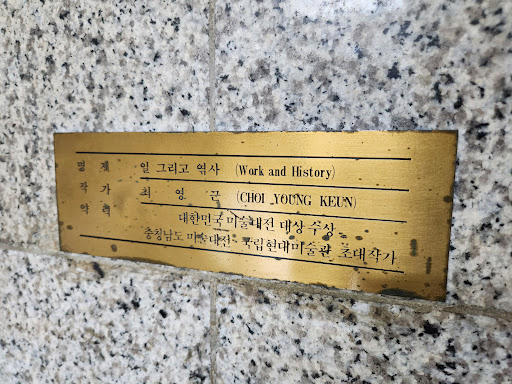 명 제 일 그리고 역사 (Work and History)
작 가 최 영 근 (CHOI YOUNG KEUN)
약 력 대한민국 미술대전 대상 수상
충청남도 미술대전 국립현대미술관 초대작가